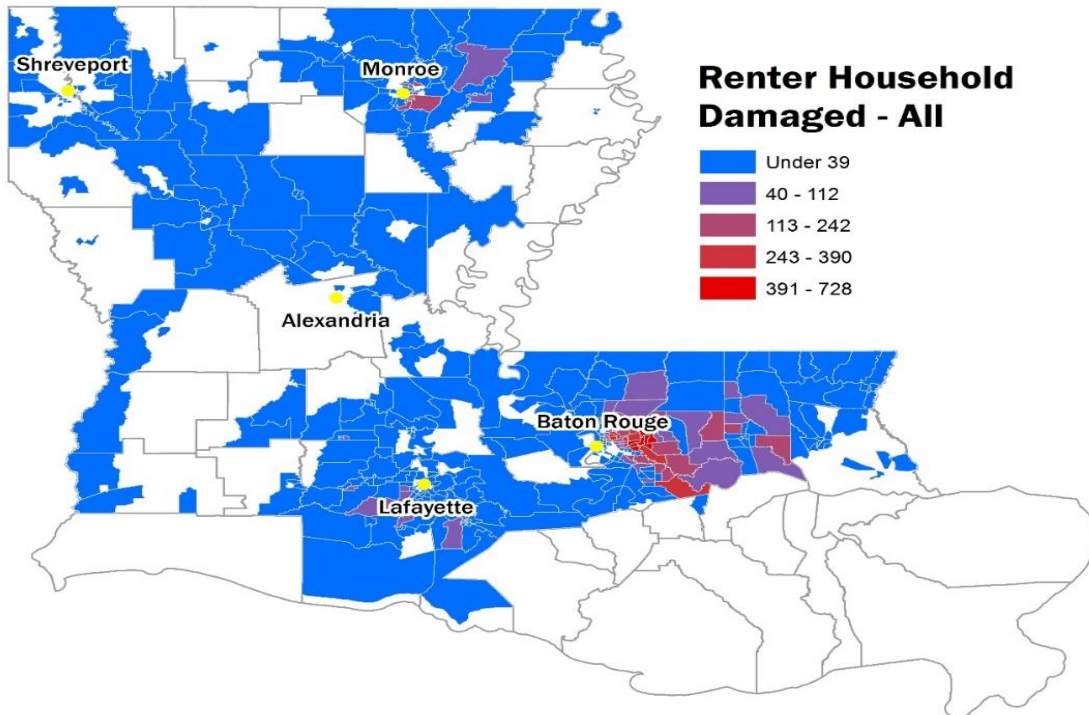 Shreveport
Monroe
Renter Household
Damaged - All
Under 39
40 - 112
113 - 242
243 - 390
391 - 728
Alexandria
Baton Rouge
Lafayette